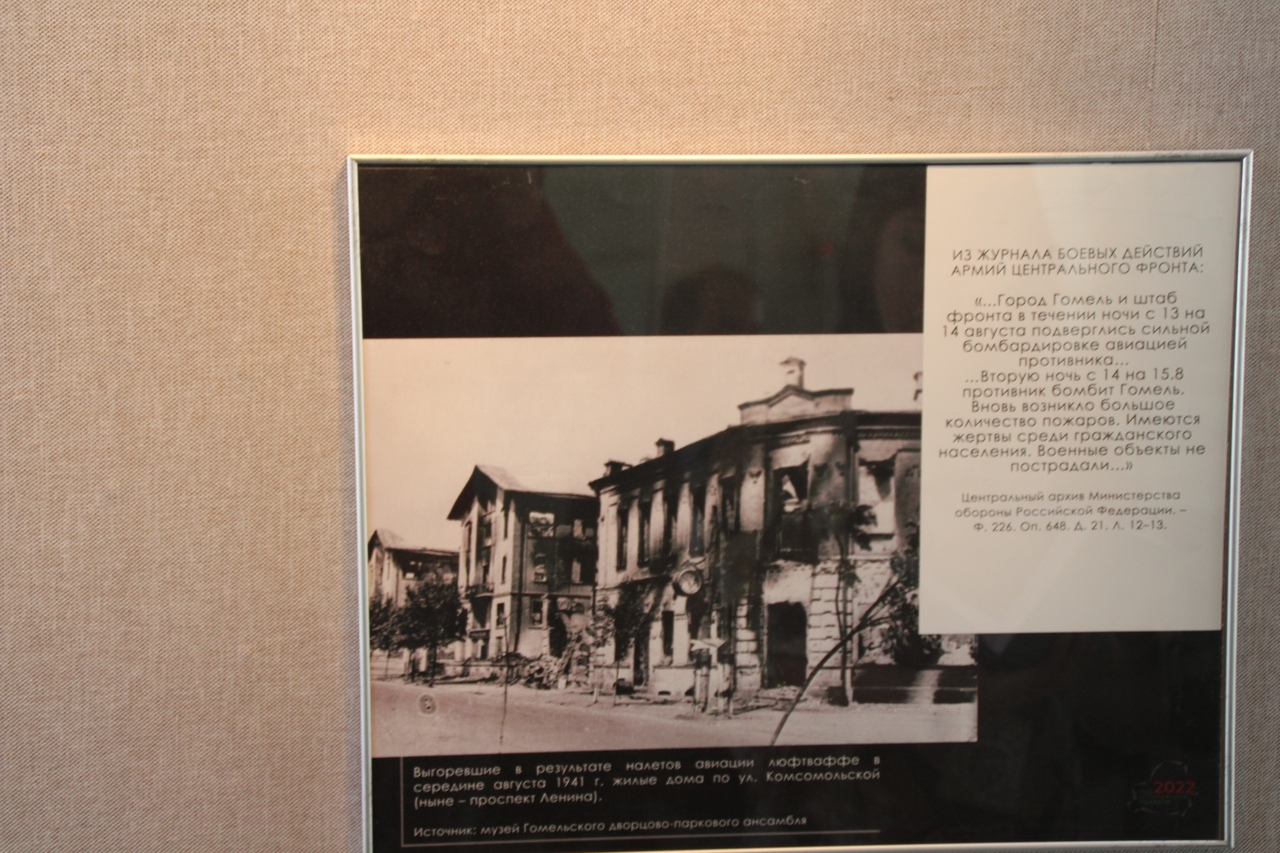 ИЗ ЖУРНАЛА БОЕВЫХ ДЕЙСТВИЙ
АРМИЙ ЦЕНТРАЛЬНОГО ФРОНТА:
«...Город Гомель и штаб
фронта в течении ночи с 13 на
14 августа подверглись сильной
бомбардировке авиацией
противника...
...Вторую ночь с 14 на 15.8
противник бомбит Гомель.
Вновь возникло большое
количество пожаров. Имеются
жертвы среди гражданского
населения. Военные объекты не
пострадали...»
Центральный архив Министерства
обороны Российской Федерации. –
Ф. 226. Оп. 648. Д. 21. Л. 12–13.
Выгоревшие в результате налетов авиации люфтваффе в
середине августа 1941 г. жилые дома по ул. Комсомольской
(ныне – проспект Ленина).
Источник: музей Гомельского дворцово-паркового ансамбля
2022